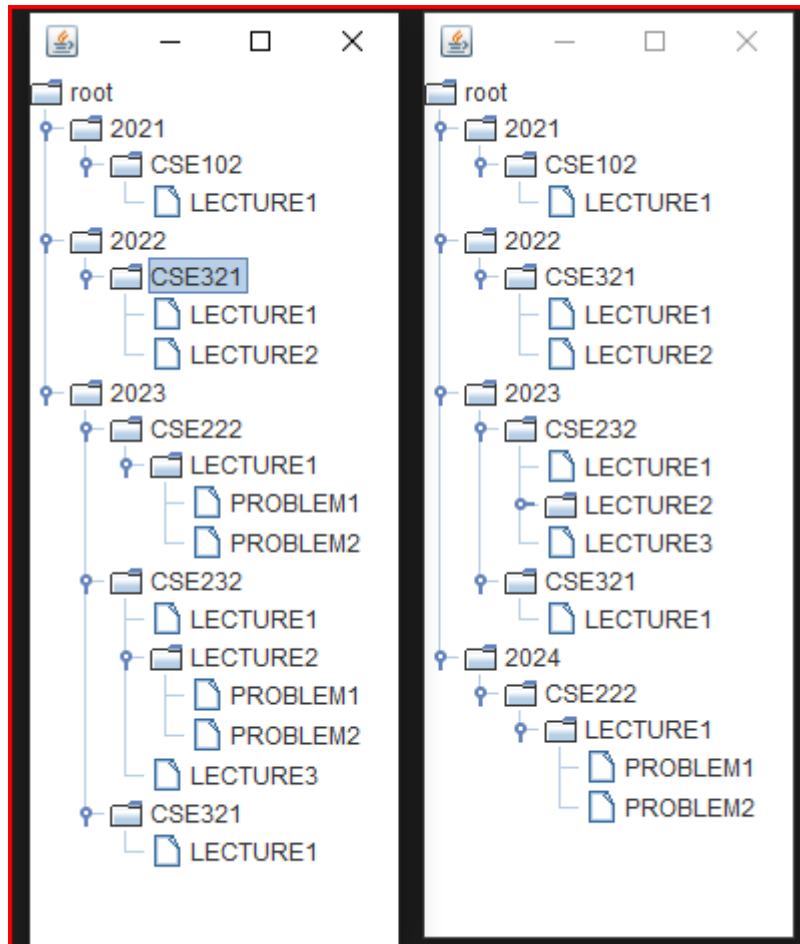 root
2021
CSE102
LECTURE1
2022
CSE321
LECTURE1
LECTURE2
2023
CSE222
LECTURE1
PROBLEM1
PROBLEM2
CSE232
LECTURE1
LECTURE2
PROBLEM1
PROBLEM2
LECTURE3
CSE321
LECTURE1
root
2021
CSE102
LECTURE1
2022
CSE321
LECTURE1
LECTURE2
2023
CSE232
LECTURE1
LECTURE2
LECTURE3
CSE321
LECTURE1
2024
CSE222
LECTURE1
PROBLEM1
PROBLEM2